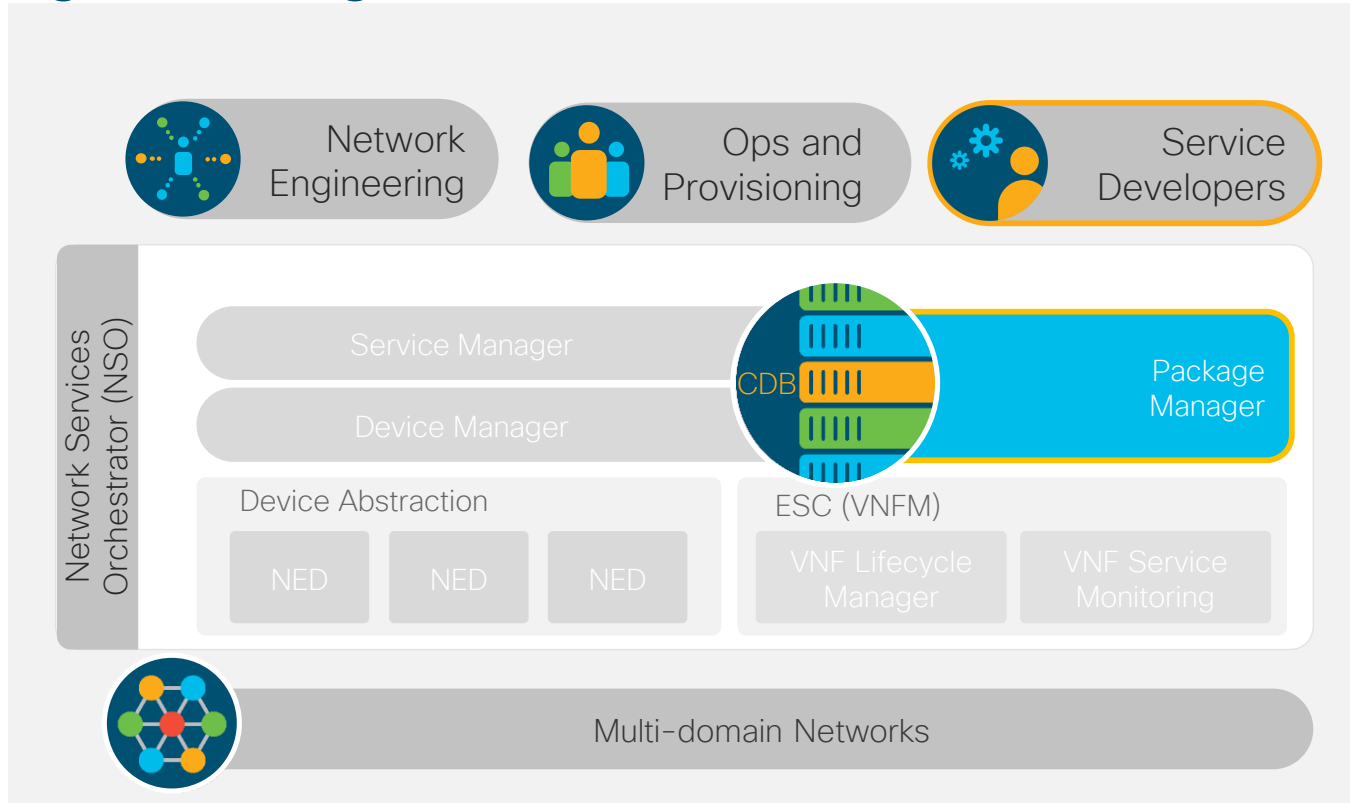 Network
Engineering
Ops and
Provisioning
Service
Developers
Network Services
Orchestrator (NSO)
Service Manager
CDB
Package
Manager
Device Manager
Device Abstraction
NED
NED
NED
ESC (VNFM)
VNF Lifecycle
Manager
VNF Service
Monitoring
Multi-domain Networks